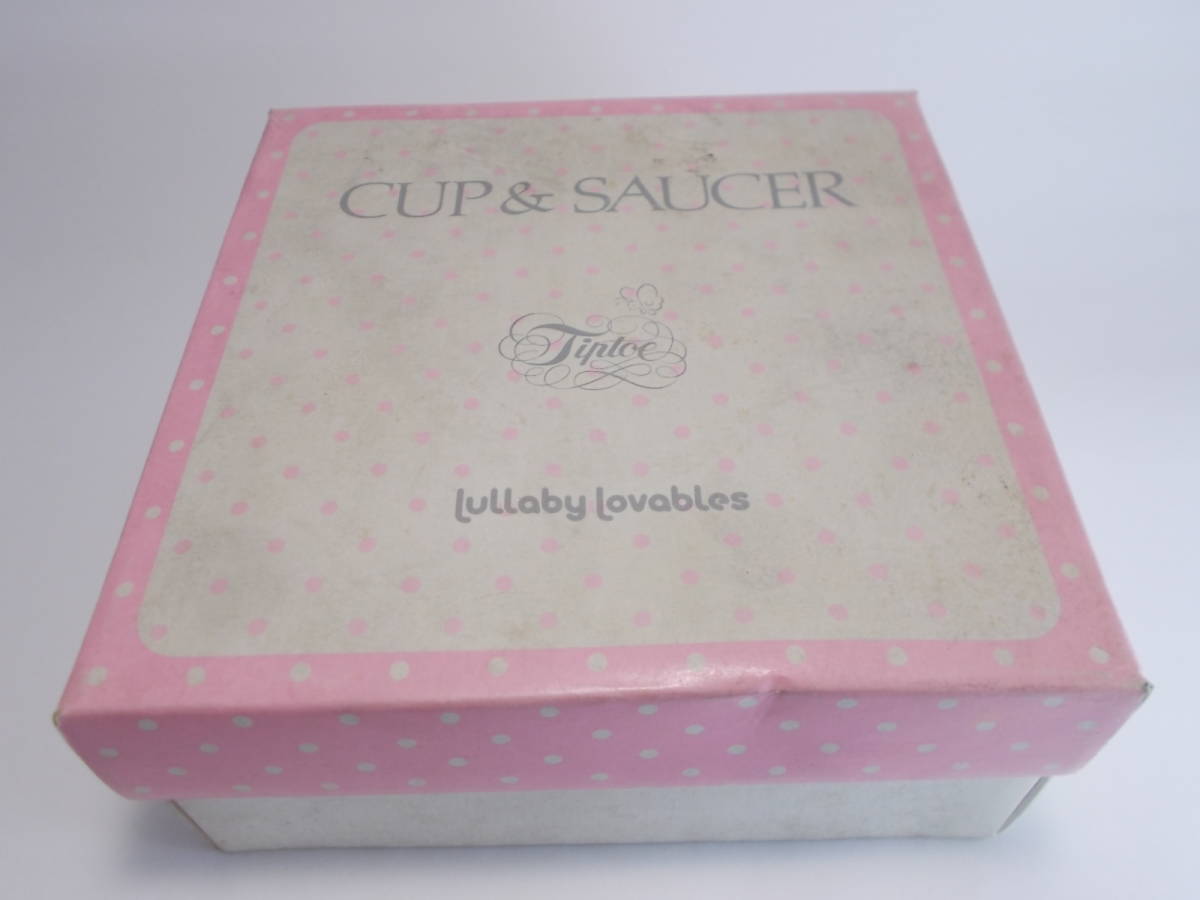 CUP & SAUCER
Tiptoe
Lullaby Lovables